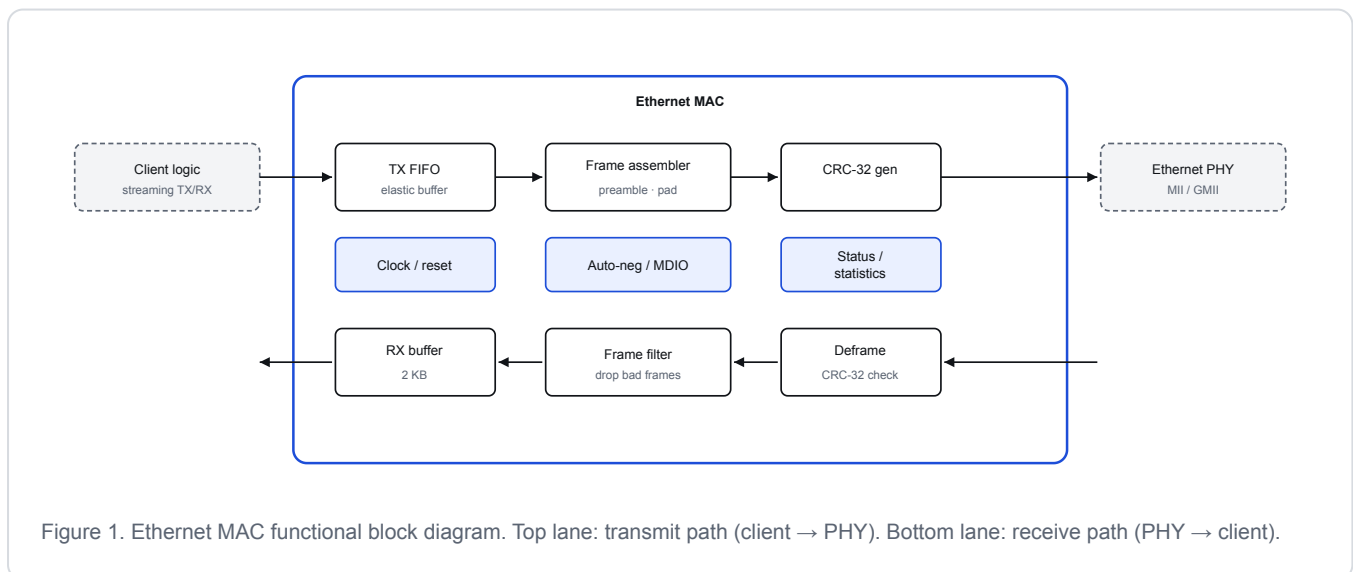 Ethernet MAC
Client logic
streaming TX/RX
TX FIFO
elastic buffer
Frame assembler
preamble · pad
CRC-32 gen
Ethernet PHY
MII / GMII
Clock / reset
Auto-neg / MDIO
Status /
statistics
RX buffer
2 KB
Frame filter
drop bad frames
Deframe
CRC-32 check
Figure 1. Ethernet MAC functional block diagram. Top lane: transmit path (client → PHY). Bottom lane: receive path (PHY → client).